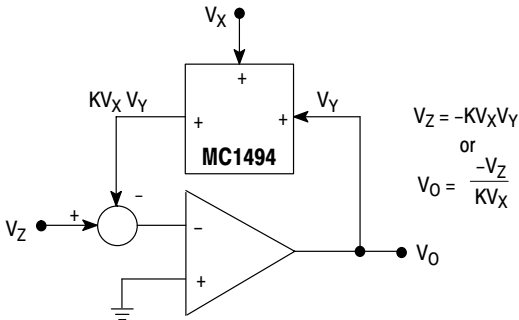 VX
KVX VY
+
+
VY
+
MC1494
VZ = –KVXVY
or
VO = –VZ
KVX
–
VZ
+
–
+
VO